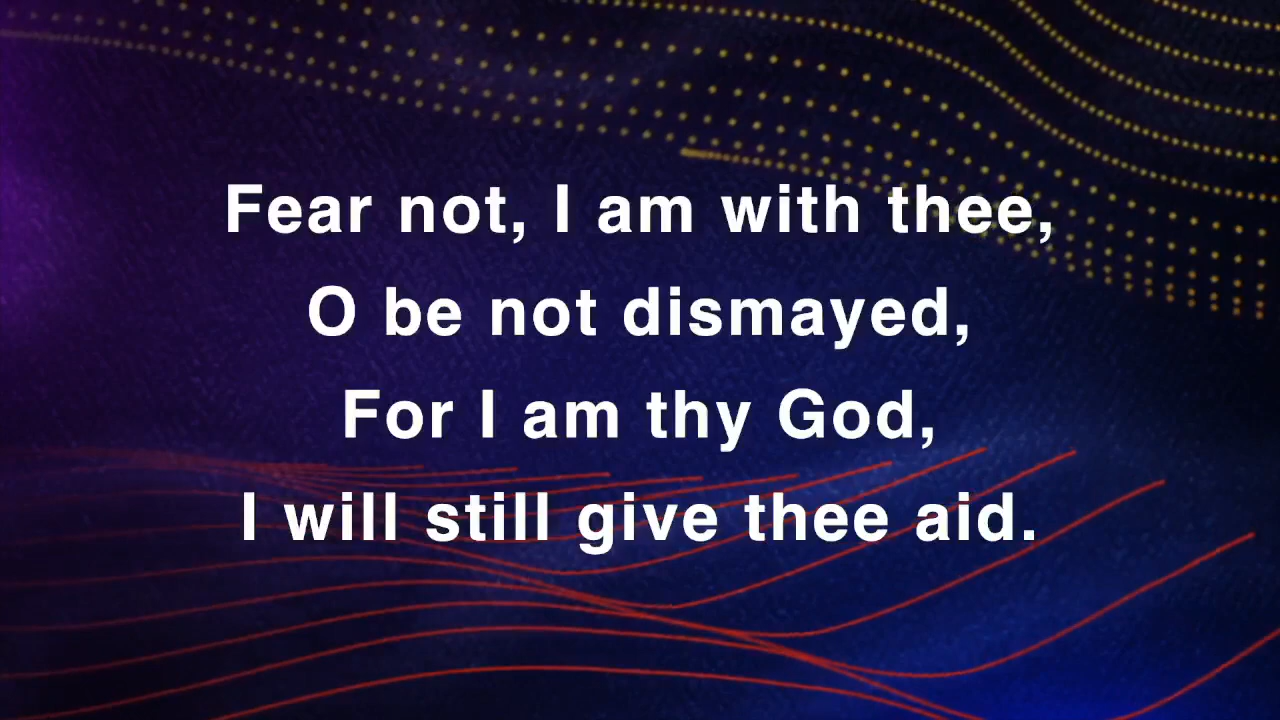 Fear not, I am with thee,
O be not dismayed,
For I am thy God,
I will still give thee aid.